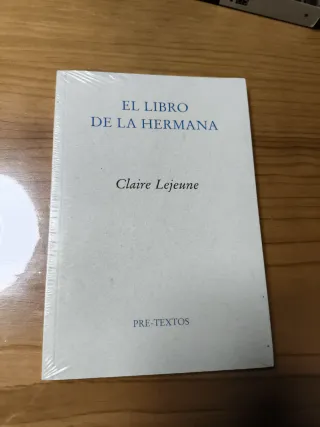 EL LIBRO
DE LA HERMANA
Claire Lejeune
PRE-TEXTOS